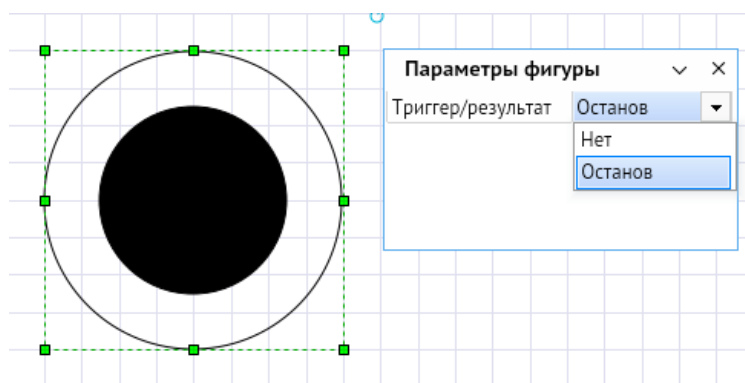 Параметры фигуры
Триггер/результат Останов
Нет
Останов